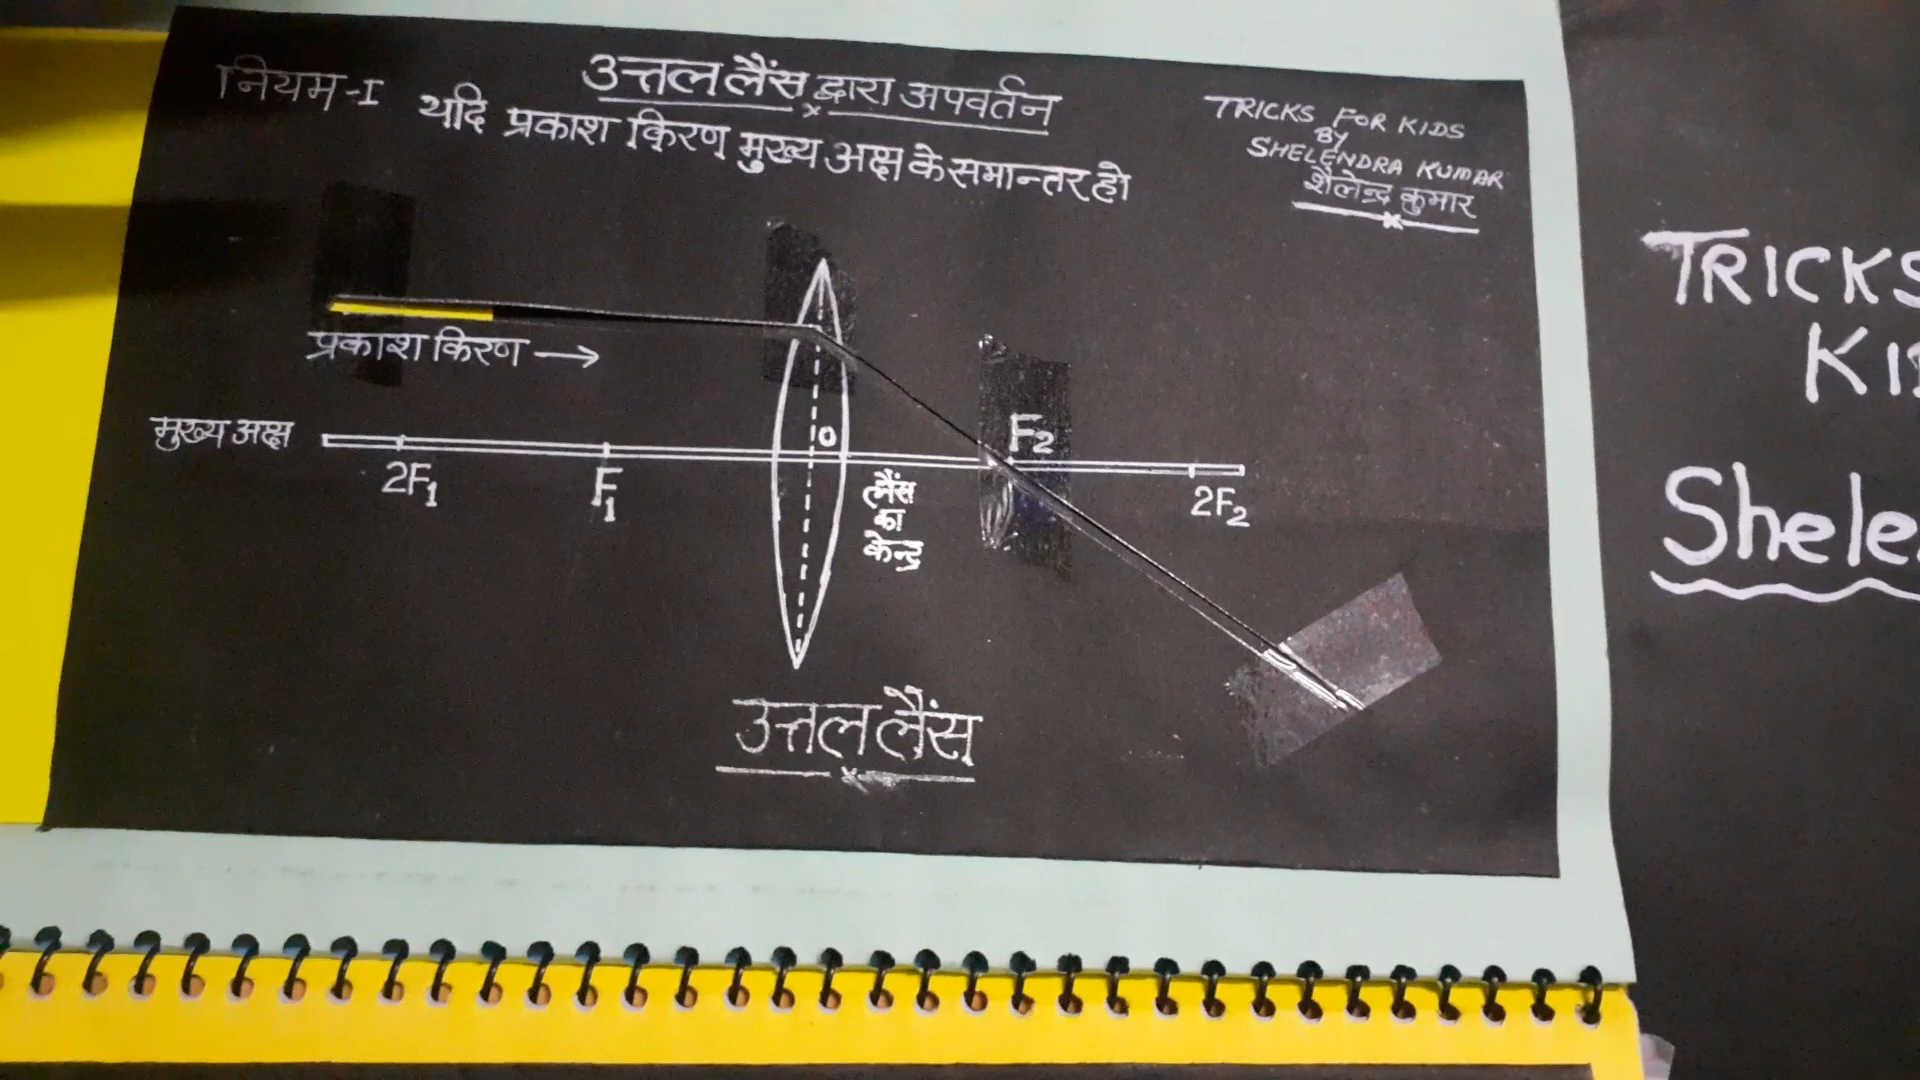 उत्तल लैंस द्वारा अपवर्तन
नियम-I यदि प्रकाश किरण मुख्य अक्ष के समान्तर हो
TRICKS FOR KIDS
BY
SHELENDRA KUMAR
शैलेन्द्र कुमार
प्रकाश किरण →
मुख्य अक्ष
2F₁
F₁
O
F₂
2F₂
लैंस
का
केन्द्र
उत्तल लैंस
TRICKS
KI
Shele